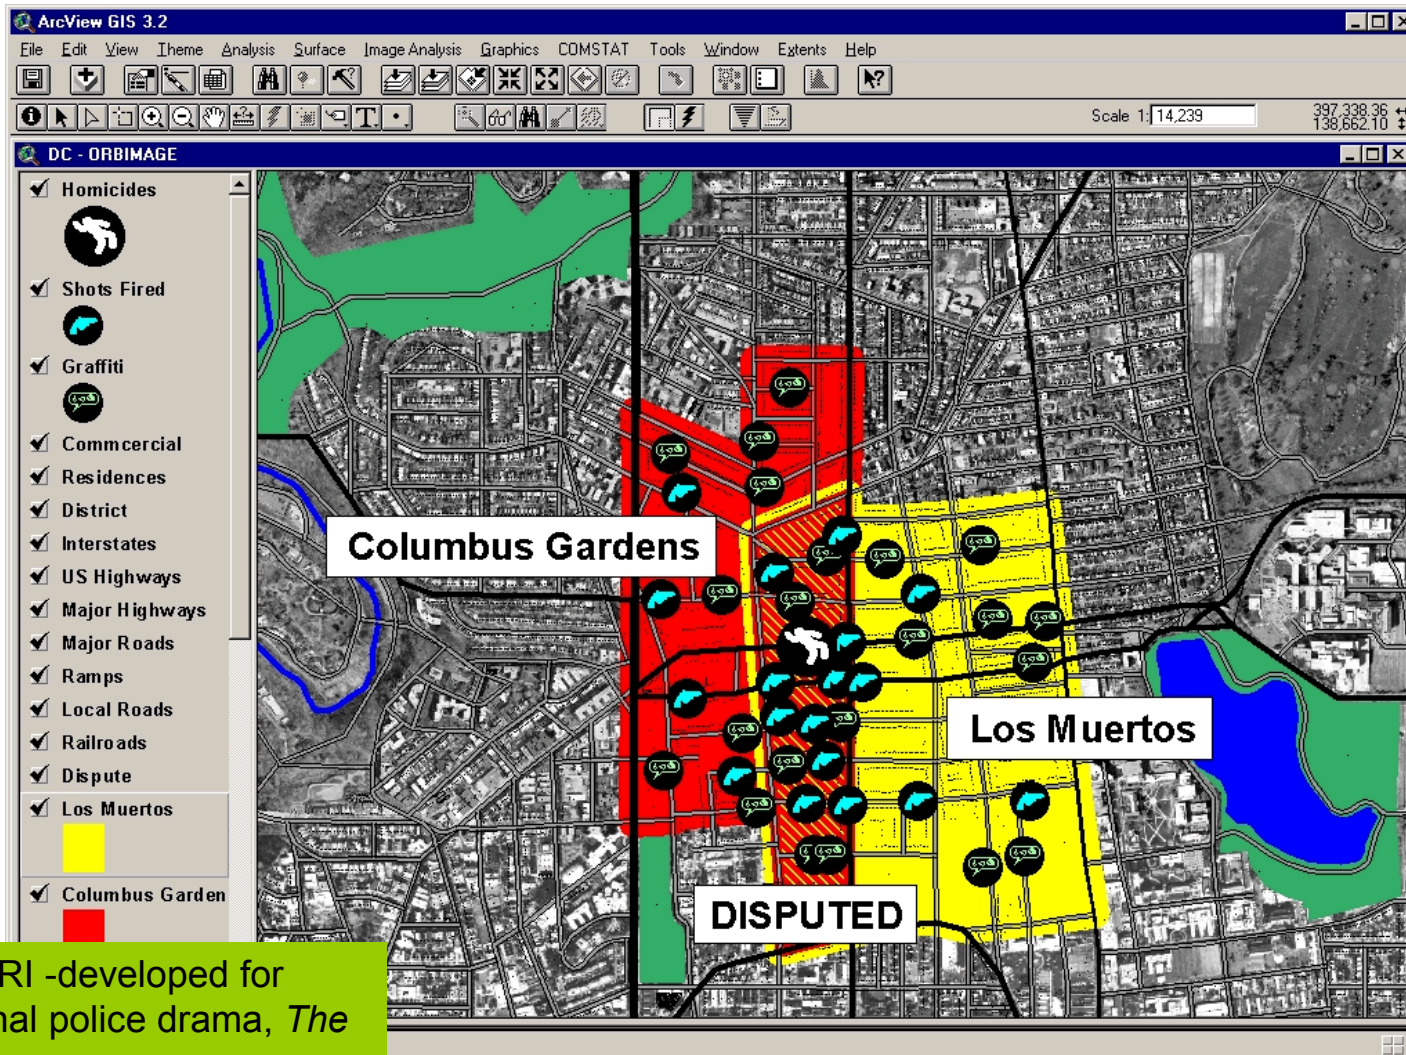 ArcView GIS 3.2
File Edit View Theme Analysis Surface Image Analysis Graphics COMSTAT Tools Window Extents Help
Scale 1: 14,239
397,338.36
138,662.10
DC - ORBIMAGE
Homicides
Shots Fired
Graffiti
Commcercial
Residences
District
Interstates
US Highways
Major Highways
Major Roads
Ramps
Local Roads
Railroads
Dispute
Los Muertos
Columbus Garden
Columbus Gardens
Los Muertos
DISPUTED
RI -developed for
nal police drama, The